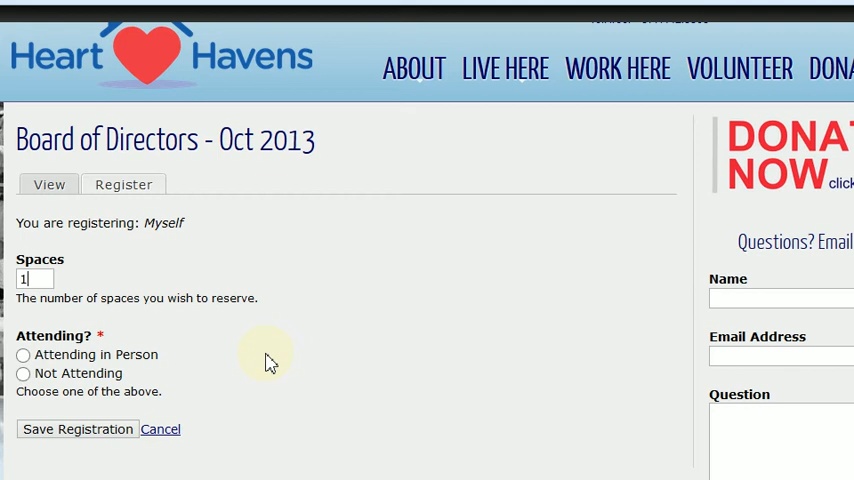 Heart Havens
ABOUT LIVE HERE WORK HERE VOLUNTEER
Board of Directors - Oct 2013
View Register
You are registering: Myself
Spaces
1
The number of spaces you wish to reserve.
Attending? *
Attending in Person
Not Attending
Choose one of the above.
Save Registration Cancel
NOW
Questions? Email
Name
Email Address
Question